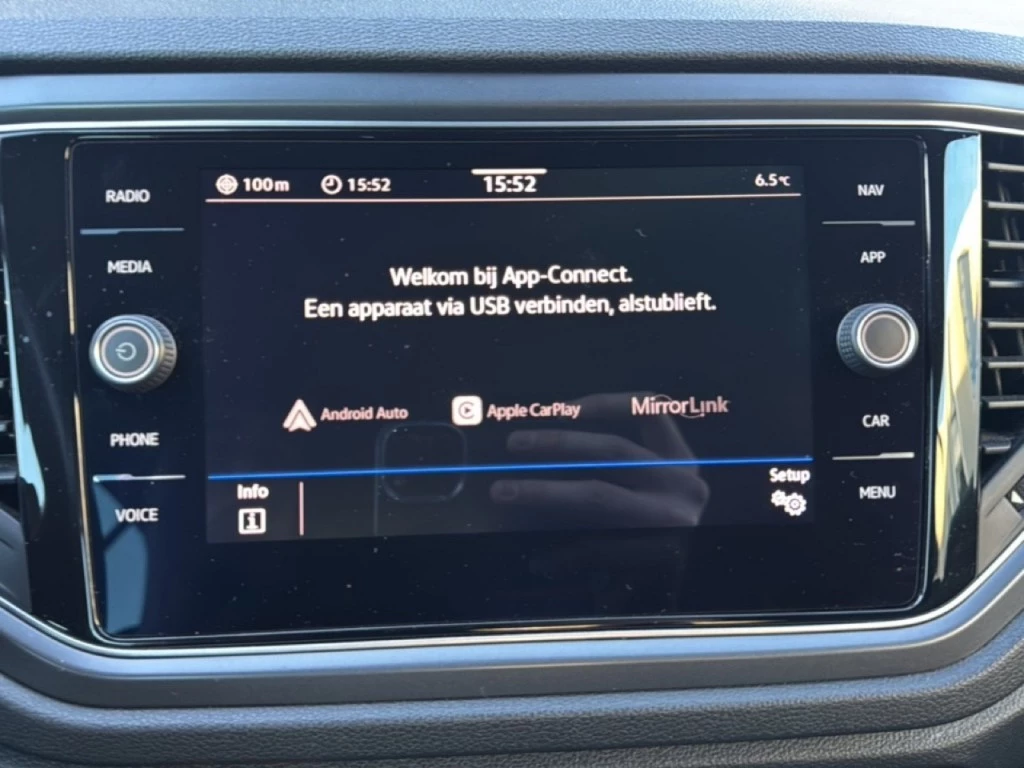 RADIO
MEDIA
PHONE
VOICE
100m 15:52 15:52 6.5°C
Welkom bij App-Connect.
Een apparaat via USB verbinden, alstublieft.
Android Auto Apple CarPlay MirrorLink
Info Setup
NAV
APP
CAR
MENU